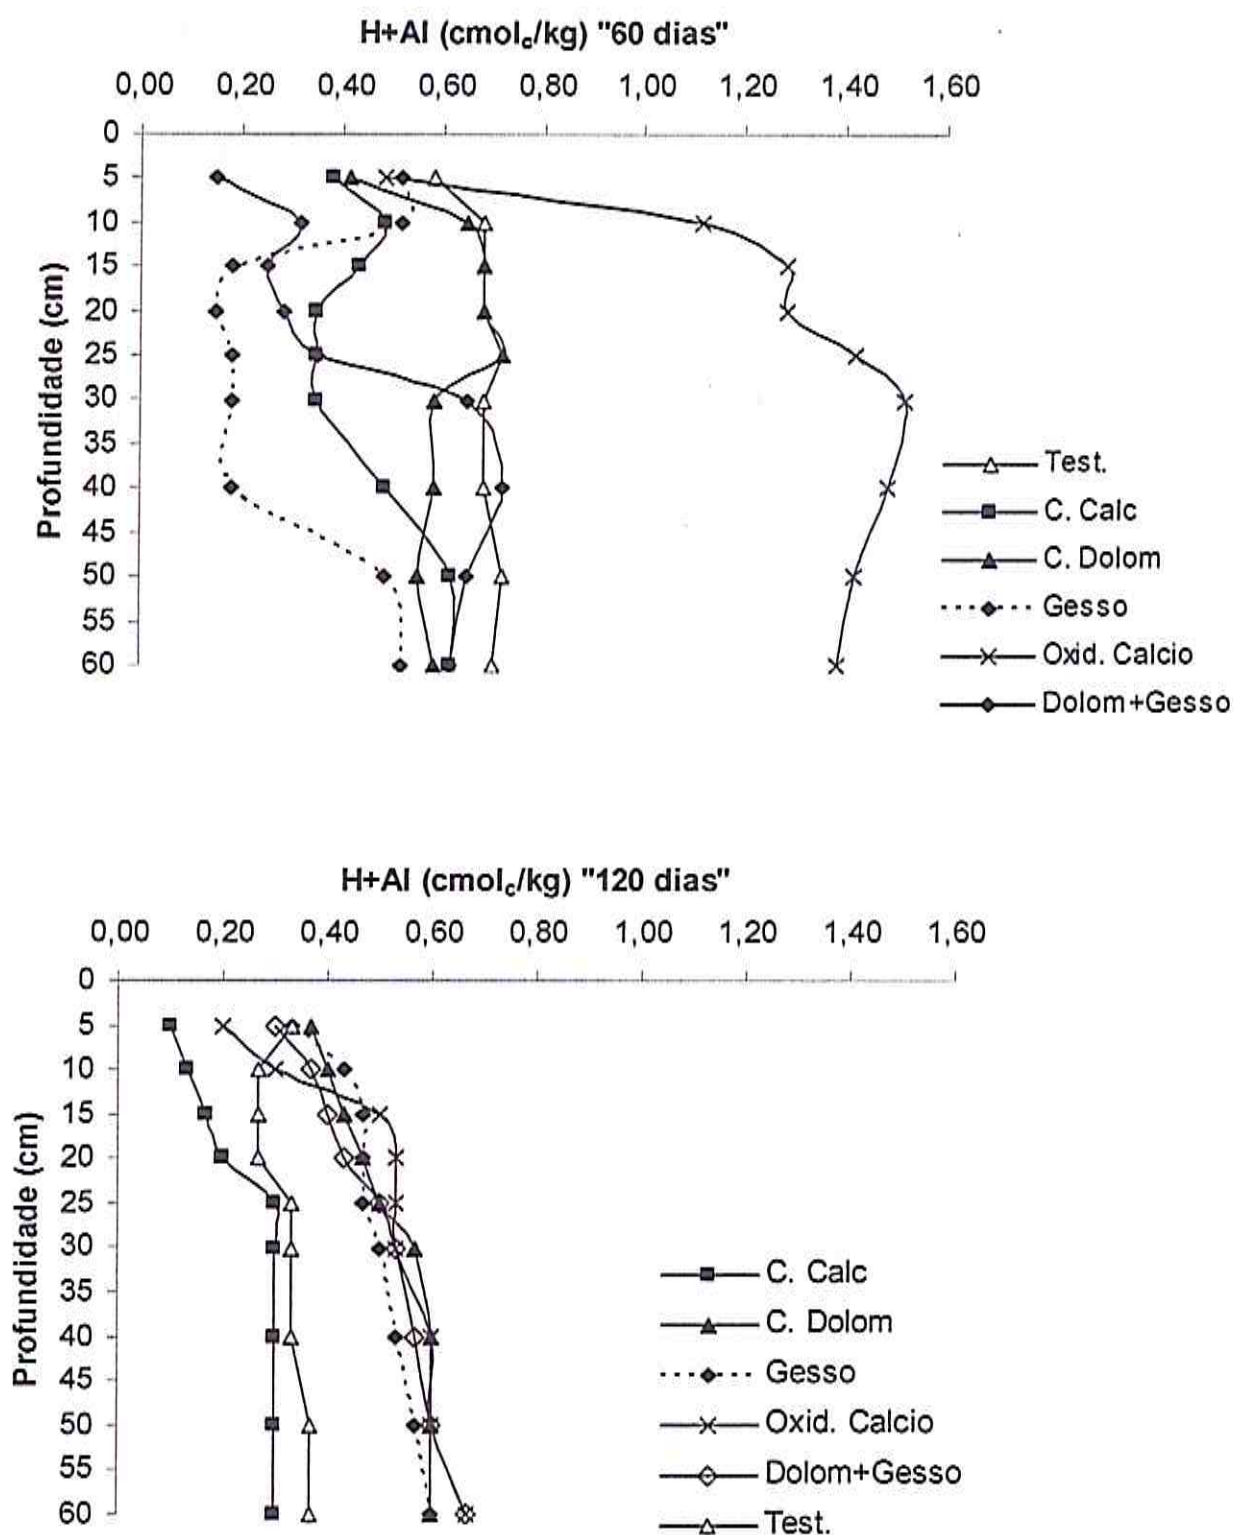 H+Al (cmolc/kg) "60 dias"
0,00 0,20 0,40 0,60 0,80 1,00 1,20 1,40 1,60
Profundidade (cm)
0
5
10
15
20
25
30
35
40
45
50
55
60
Test.
C. Calc
C. Dolom
Gesso
Oxid. Calcio
Dolom+Gesso
H+Al (cmolc/kg) "120 dias"
0,00 0,20 0,40 0,60 0,80 1,00 1,20 1,40 1,60
Profundidade (cm)
0
5
10
15
20
25
30
35
40
45
50
55
60
C. Calc
C. Dolom
Gesso
Oxid. Calcio
Dolom+Gesso
Test.